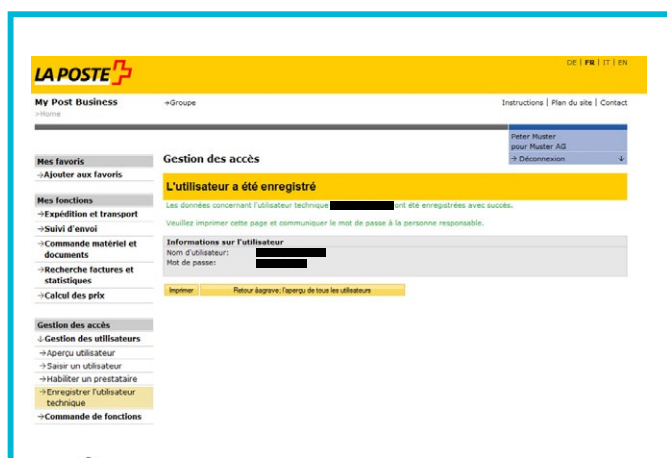 DE | FR | IT | EN
LA POSTE
My Post Business
→Groupe
Instructions | Plan du site | Contact
>Home
Peter Muster
pour Muster AG
→ Déconnexion ↓
Mes favoris
→Ajouter aux favoris
Mes fonctions
→Expédition et transport
→Suivi d'envoi
→Commande matériel et
documents
→Recherche factures et
statistiques
→Calcul des prix
Gestion des accès
↓Gestion des utilisateurs
→Aperçu utilisateur
→Saisir un utilisateur
→Habiliter un prestataire
→Enregistrer l'utilisateur
technique
→Commande de fonctions
Gestion des accès
L'utilisateur a été enregistré
Les données concernant l'utilisateur technique ont été enregistrées avec succès.
Veuillez imprimer cette page et communiquer le mot de passe à la personne responsable.
Informations sur l'utilisateur
Nom d'utilisateur:
Mot de passe:
Imprimer
Retour &agrave; l'aperçu de tous les utilisateurs